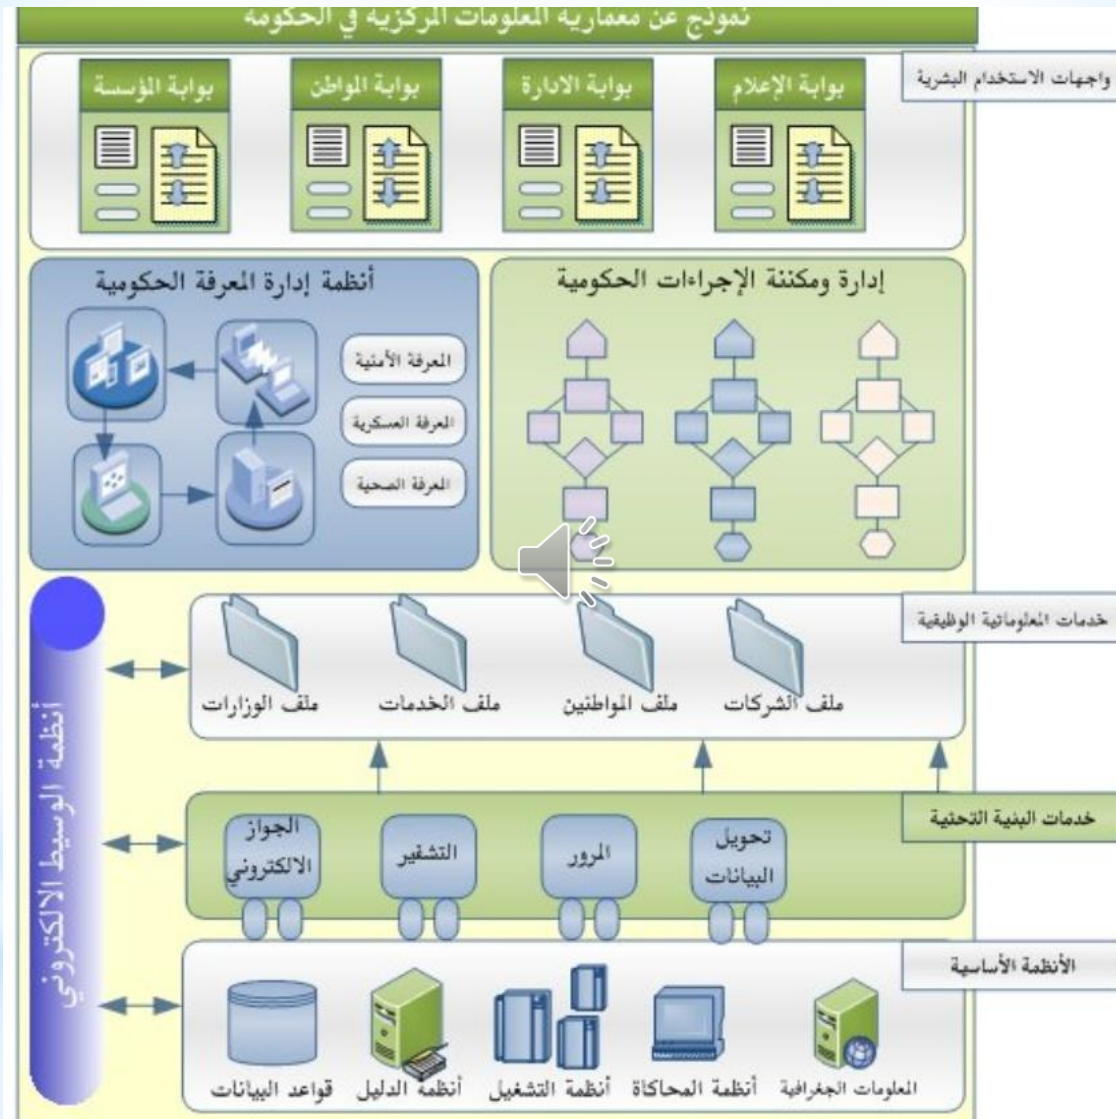 نموذج عن معمارية المعلومات المركزية في الحكومة
واجهات الاستخدام البشرية
بوابة الإعلام
بوابة الادارة
بوابة المواطن
بوابة المؤسسة
إدارة ومكننة الإجراءات الحكومية
أنظمة إدارة المعرفة الحكومية
المعرفة الأمنية
المعرفة العسكرية
المعرفة الصحية
خدمات المعلوماتية الوظيفية
ملف الشركات
ملف المواطنين
ملف الخدمات
ملف الوزارات
أنظمة الوسيط الالكتروني
خدمات البنية التحتية
تحويل
البيانات
المرور
التشفير
الجواز
الالكتروني
الأنظمة الأساسية
المعلومات الجغرافية
أنظمة المحاكاة
أنظمة التشغيل
أنظمة الدليل
قواعد البيانات